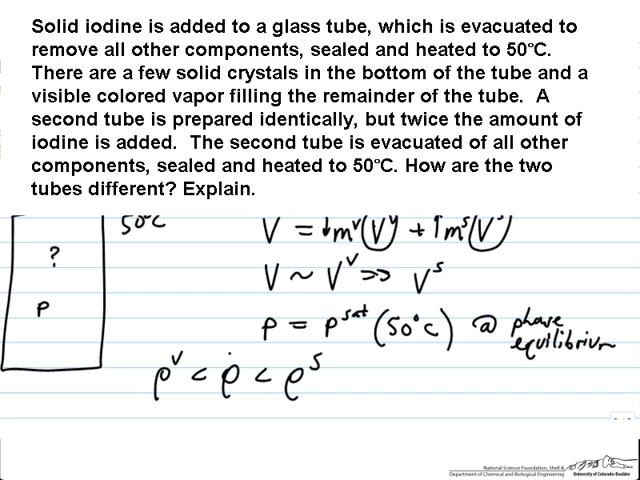 Solid iodine is added to a glass tube, which is evacuated to
remove all other components, sealed and heated to 50°C.
There are a few solid crystals in the bottom of the tube and a
visible colored vapor filling the remainder of the tube. A
second tube is prepared identically, but twice the amount of
iodine is added. The second tube is evacuated of all other
components, sealed and heated to 50°C. How are the two
tubes different? Explain.
50°C
V = ↓m^v(V^v) + ↑m^s(V^s)
?
V ~ V^v >> V^s
P
P = P^sat (50°C) @ phase
equilibrium
ρ^v < ρ < ρ^s
National Science Foundation, Shell &
Department of Chemical and Biological Engineering
University of Colorado Boulder